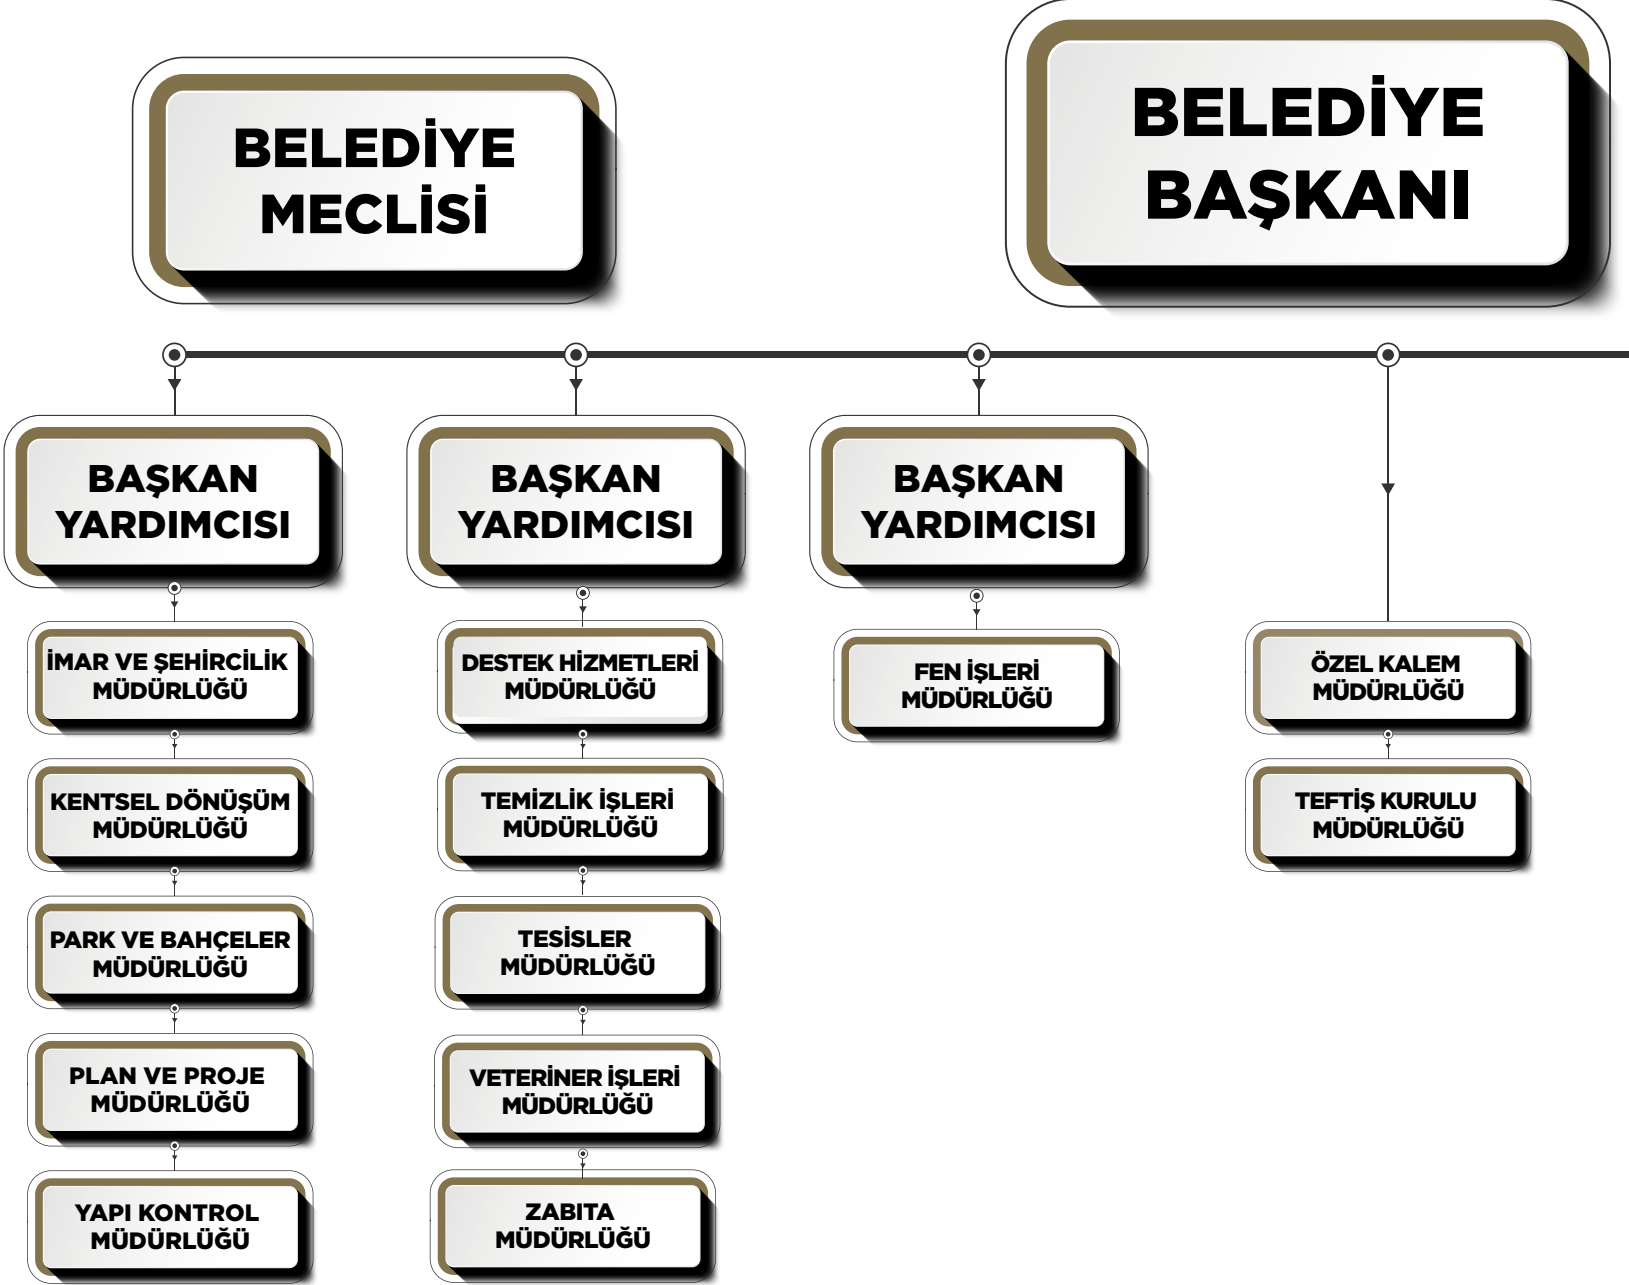 BELEDİYE
MECLİSİ
BELEDİYE
BAŞKANI
BAŞKAN
YARDIMCISI
İMAR VE ŞEHİRCİLİK
MÜDÜRLÜĞÜ
KENTSEL DÖNÜŞÜM
MÜDÜRLÜĞÜ
PARK VE BAHÇELER
MÜDÜRLÜĞÜ
PLAN VE PROJE
MÜDÜRLÜĞÜ
YAPI KONTROL
MÜDÜRLÜĞÜ
BAŞKAN
YARDIMCISI
DESTEK HİZMETLERİ
MÜDÜRLÜĞÜ
TEMİZLİK İŞLERİ
MÜDÜRLÜĞÜ
TESİSLER
MÜDÜRLÜĞÜ
VETERİNER İŞLERİ
MÜDÜRLÜĞÜ
ZABITA
MÜDÜRLÜĞÜ
BAŞKAN
YARDIMCISI
FEN İŞLERİ
MÜDÜRLÜĞÜ
ÖZEL KALEM
MÜDÜRLÜĞÜ
TEFTİŞ KURULU
MÜDÜRLÜĞÜ